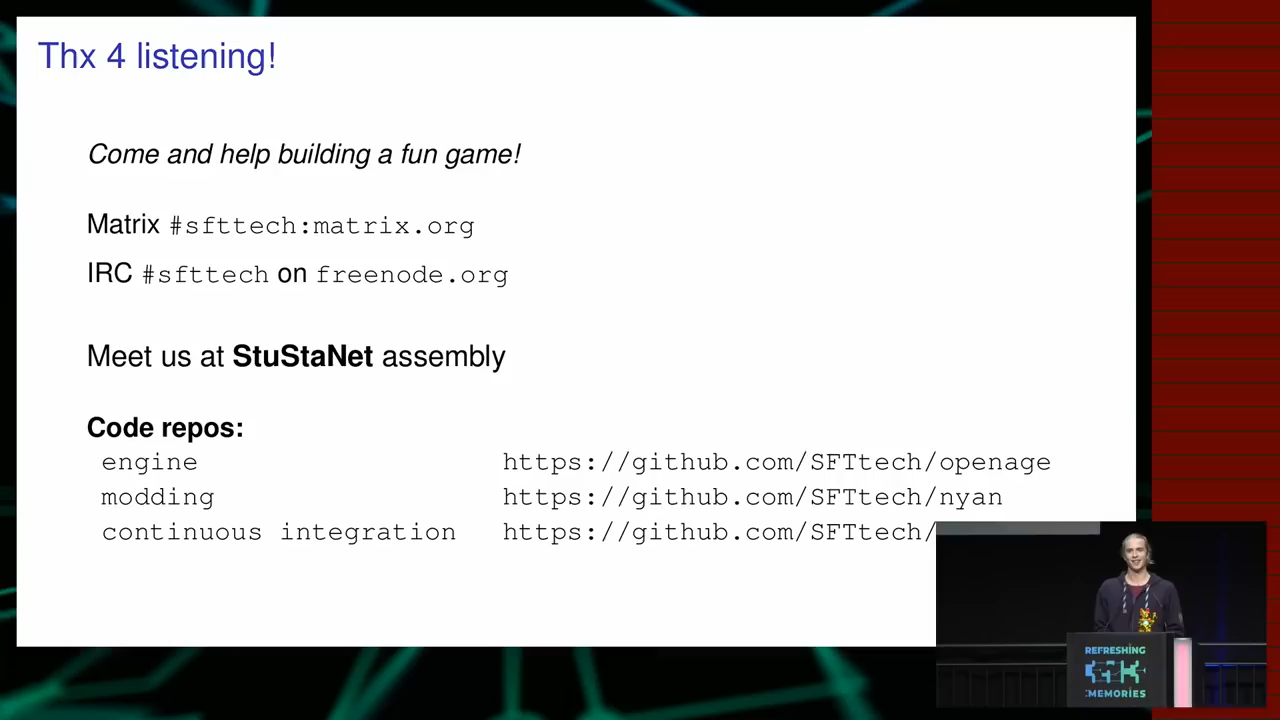 Thx 4 listening!
Come and help building a fun game!
Matrix #sfttech:matrix.org
IRC #sfttech on freenode.org
Meet us at StuStaNet assembly
Code repos:
engine https://github.com/SFTtech/openage
modding https://github.com/SFTtech/nyan
continuous integration https://github.com/SFTtech/
REFRESHING
MEMORIES